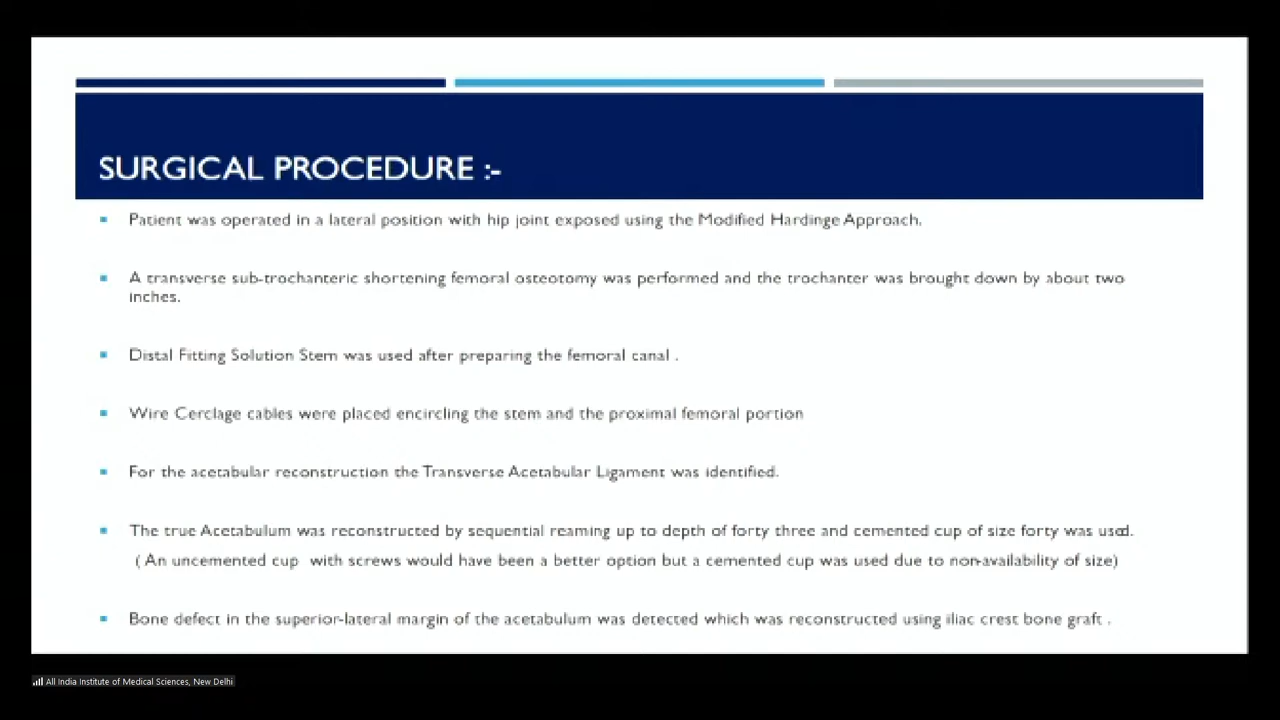 SURGICAL PROCEDURE :-
Patient was operated in a lateral position with hip joint exposed using the Modified Hardinge Approach.
A transverse sub-trochanteric shortening femoral osteotomy was performed and the trochanter was brought down by about two
inches.
Distal Fitting Solution Stem was used after preparing the femoral canal .
Wire Cerclage cables were placed encircling the stem and the proximal femoral portion
For the acetabular reconstruction the Transverse Acetabular Ligament was identified.
The true Acetabulum was reconstructed by sequential reaming up to depth of forty three and cemented cup of size forty was used.
( An uncemented cup with screws would have been a better option but a cemented cup was used due to non-availability of size)
Bone defect in the superior-lateral margin of the acetabulum was detected which was reconstructed using iliac crest bone graft .
All India Institute of Medical Sciences, New Delhi